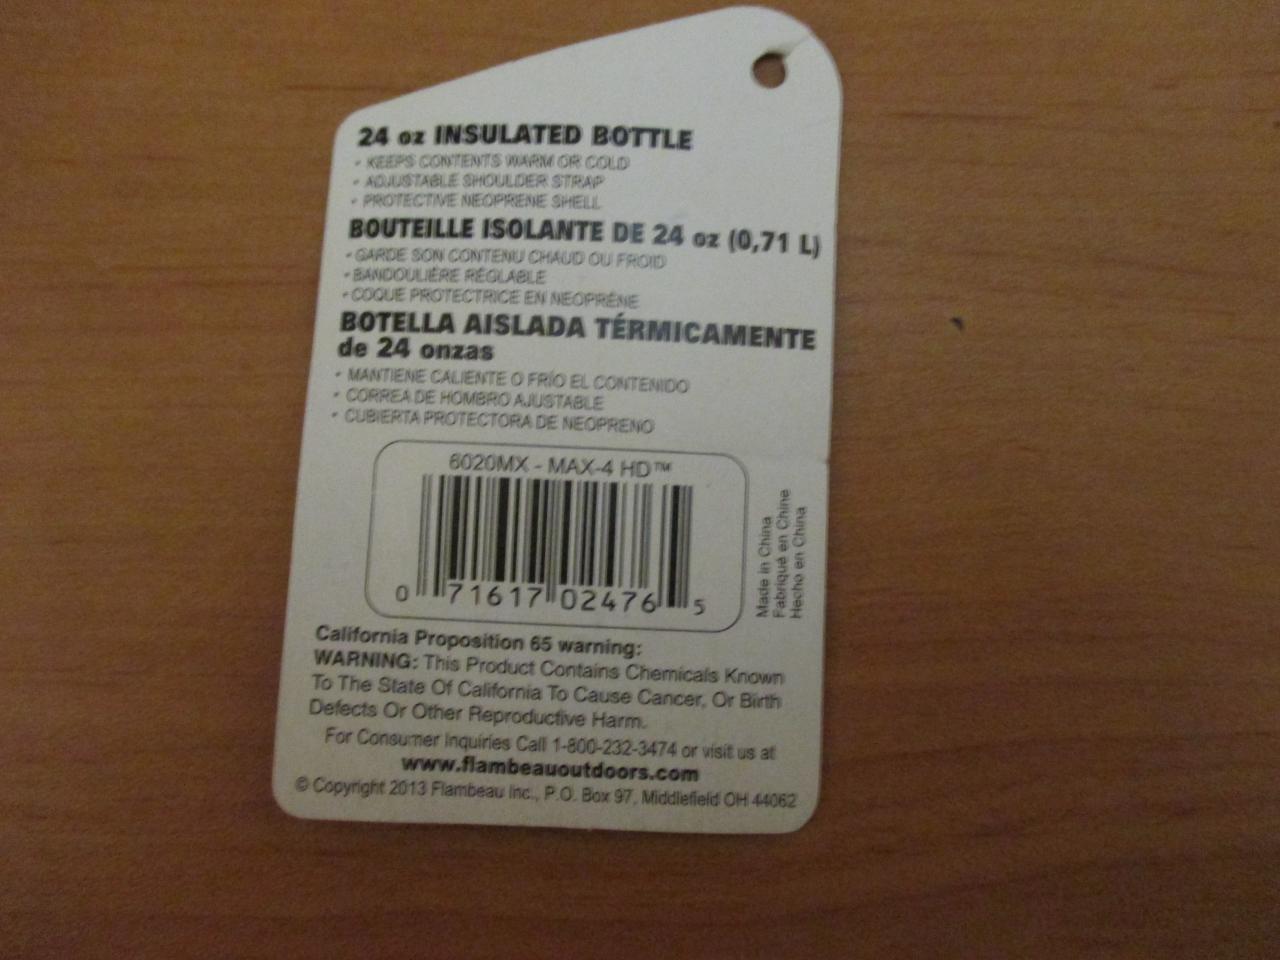 24 oz INSULATED BOTTLE
• KEEPS CONTENTS WARM OR COLD
• ADJUSTABLE SHOULDER STRAP
• PROTECTIVE NEOPRENE SHELL
BOUTEILLE ISOLANTE DE 24 oz (0,71 L)
• GARDE SON CONTENU CHAUD OU FROID
• BANDOULIÈRE RÉGLABLE
• COQUE PROTECTRICE EN NEOPRÈNE
BOTELLA AISLADA TÉRMICAMENTE
de 24 onzas
• MANTIENE CALIENTE O FRÍO EL CONTENIDO
• CORREA DE HOMBRO AJUSTABLE
• CUBIERTA PROTECTORA DE NEOPRENO
6020MX - MAX-4 HD™
0 71617 02476 5
Made in China
Fabriqué en Chine
Hecho en China
California Proposition 65 warning:
WARNING: This Product Contains Chemicals Known
To The State Of California To Cause Cancer, Or Birth
Defects Or Other Reproductive Harm.
For Consumer Inquiries Call 1-800-232-3474 or visit us at
www.flambeauoutdoors.com
© Copyright 2013 Flambeau Inc., P.O. Box 97, Middlefield OH 44062